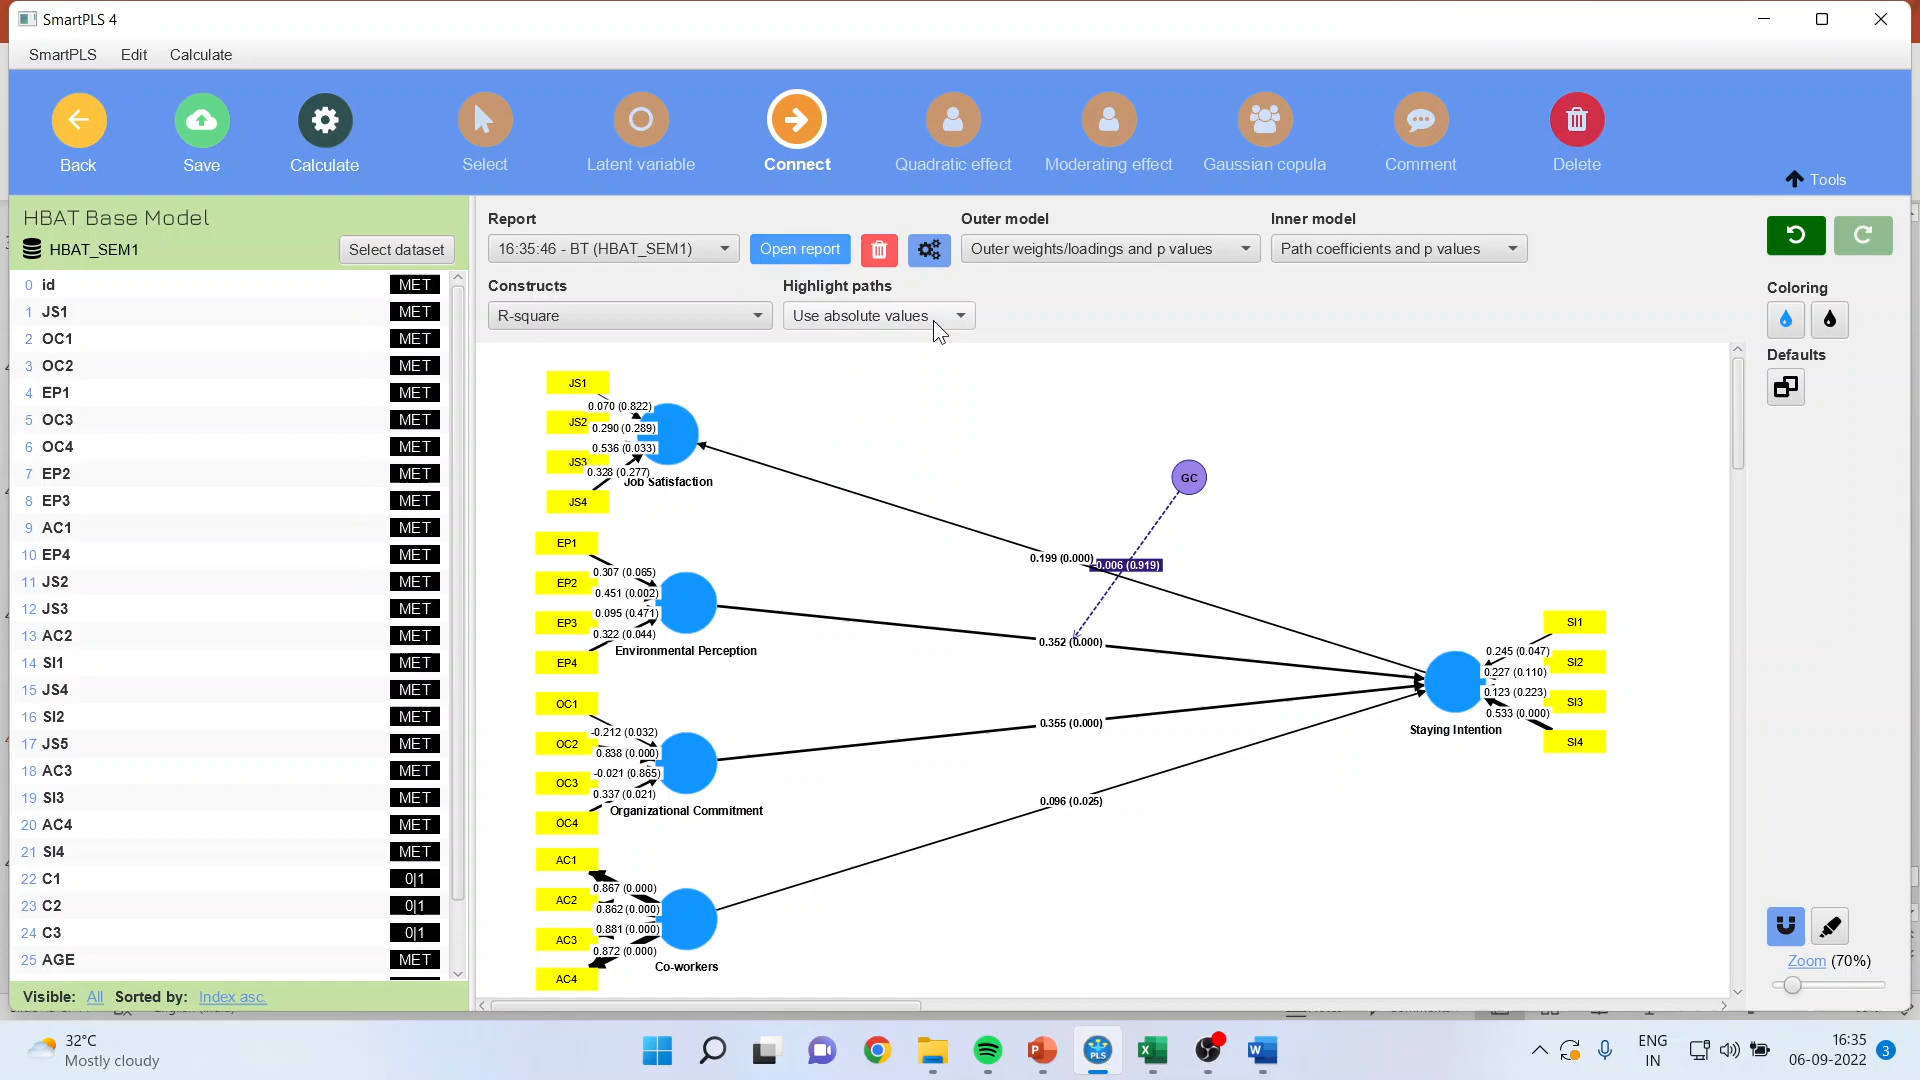 SmartPLS 4
SmartPLS Edit Calculate
Back
Save
Calculate
Select
Latent variable
Connect
Quadratic effect
Moderating effect
Gaussian copula
Comment
Delete
Tools
HBAT Base Model
HBAT_SEM1
Select dataset
0 id MET
1 JS1 MET
2 OC1 MET
3 OC2 MET
4 EP1 MET
5 OC3 MET
6 OC4 MET
7 EP2 MET
8 EP3 MET
9 AC1 MET
10 EP4 MET
11 JS2 MET
12 JS3 MET
13 AC2 MET
14 SI1 MET
15 JS4 MET
16 SI2 MET
17 JS5 MET
18 AC3 MET
19 SI3 MET
20 AC4 MET
21 SI4 MET
22 C1 0|1
23 C2 0|1
24 C3 0|1
25 AGE MET
Visible: All Sorted by: Index asc.
Report
16:35:46 - BT (HBAT_SEM1)
Open report
Outer model
Outer weights/loadings and p values
Inner model
Path coefficients and p values
Constructs
R-square
Highlight paths
Use absolute values
JS1
0.070 (0.822)
JS2
0.290 (0.289)
0.536 (0.033)
JS3
0.328 (0.277)
Job Satisfaction
JS4
GC
EP1
0.199 (0.000)
-0.006 (0.919)
0.307 (0.065)
EP2
0.451 (0.002)
0.095 (0.471)
EP3
0.322 (0.044)
Environmental Perception
EP4
0.352 (0.000)
OC1
-0.212 (0.032)
OC2
0.838 (0.000)
-0.021 (0.865)
OC3
0.337 (0.021)
Organizational Commitment
OC4
0.355 (0.000)
AC1
0.867 (0.000)
AC2
0.862 (0.000)
0.881 (0.000)
AC3
0.872 (0.000)
Co-workers
AC4
0.096 (0.025)
SI1
0.245 (0.047)
SI2
0.227 (0.110)
0.123 (0.223)
SI3
0.533 (0.000)
Staying Intention
SI4
Coloring
Defaults
Zoom (70%)
32°C
Mostly cloudy
PLS
ENG
IN
16:35
06-09-2022
3